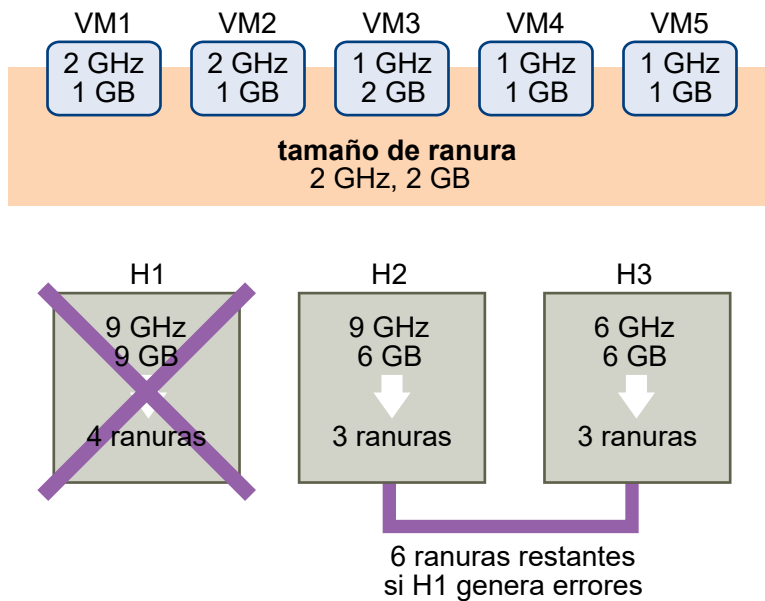 VM1 VM2 VM3 VM4 VM5
2 GHz 2 GHz 1 GHz 1 GHz 1 GHz
1 GB 1 GB 2 GB 1 GB 1 GB
tamaño de ranura
2 GHz, 2 GB
H1 H2 H3
9 GHz 9 GHz 6 GHz
9 GB 6 GB 6 GB
4 ranuras 3 ranuras 3 ranuras
6 ranuras restantes
si H1 genera errores